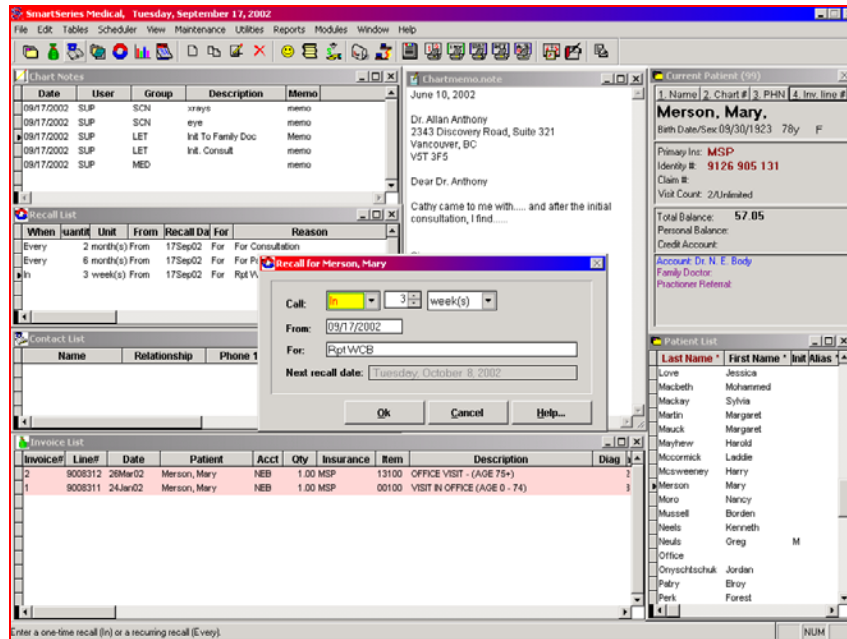 SmartSeries Medical, Tuesday, September 17, 2002
File Edit Tables Scheduler View Maintenance Utilities Reports Modules Window Help
Chart Notes
Date User Group Description Memo
09/17/2002 SUP SCN xrays memo
09/17/2002 SUP SCN eye memo
09/17/2002 SUP LET Init To Family Doc memo
09/17/2002 SUP LET Init. Consult memo
09/17/2002 SUP MED memo
Chartmemo.note
June 10, 2002
Dr. Allan Anthony
2343 Discovery Road, Suite 321
Vancouver, BC
V5T 3F5
Dear Dr. Anthony
Cathy came to me with..... and after the initial
consultation, I find......
Current Patient (99)
1. Name 2. Chart # 3. PHN 4. Inv. line #
Merson, Mary,
Birth Date/Sex: 09/30/1923 78y F
Primary Ins: MSP
Identity #: 9126 905 131
Claim #:
Visit Count: 2/Unlimited
Total Balance: 57.05
Personal Balance:
Credit Account:
Account: Dr. N. E. Body
Family Doctor:
Practioner Referral:
Recall List
When uantit Unit From Recall Da For Reason
Every 2 month(s) From 17Sep02 For For Consultation
Every 6 month(s) From 17Sep02 For For P
In 3 week(s) From 17Sep02 For Rpt W
Recall for Merson, Mary
Call: In 3 week(s)
From: 09/17/2002
For: Rpt WCB
Next recall date: Tuesday, October 8, 2002
Ok Cancel Help...
Contact List
Name Relationship Phone 1
Patient List
Last Name * First Name * Init Alias *
Love Jessica
Macbeth Mohammed
Mackay Sylvia
Martin Margaret
Mauck Margaret
Mayhew Harold
Mccormick Laddie
Mcsweeney Harry
Merson Mary
Moro Nancy
Mussell Borden
Neels Kenneth
Neuls Greg M
Office
Onyschtschuk Jordan
Patry Elroy
Perk Forest
Invoice List
Invoice# Line# Date Patient Acct Qty Insurance Item Description Diag
2 9008312 26Mar02 Merson, Mary NEB 1.00 MSP 13100 OFFICE VISIT - (AGE 75+) 2
1 9008311 24Jan02 Merson, Mary NEB 1.00 MSP 00100 VISIT IN OFFICE (AGE 0 - 74) 3
Enter a one-time recall (In) or a recurring recall (Every).
NUM